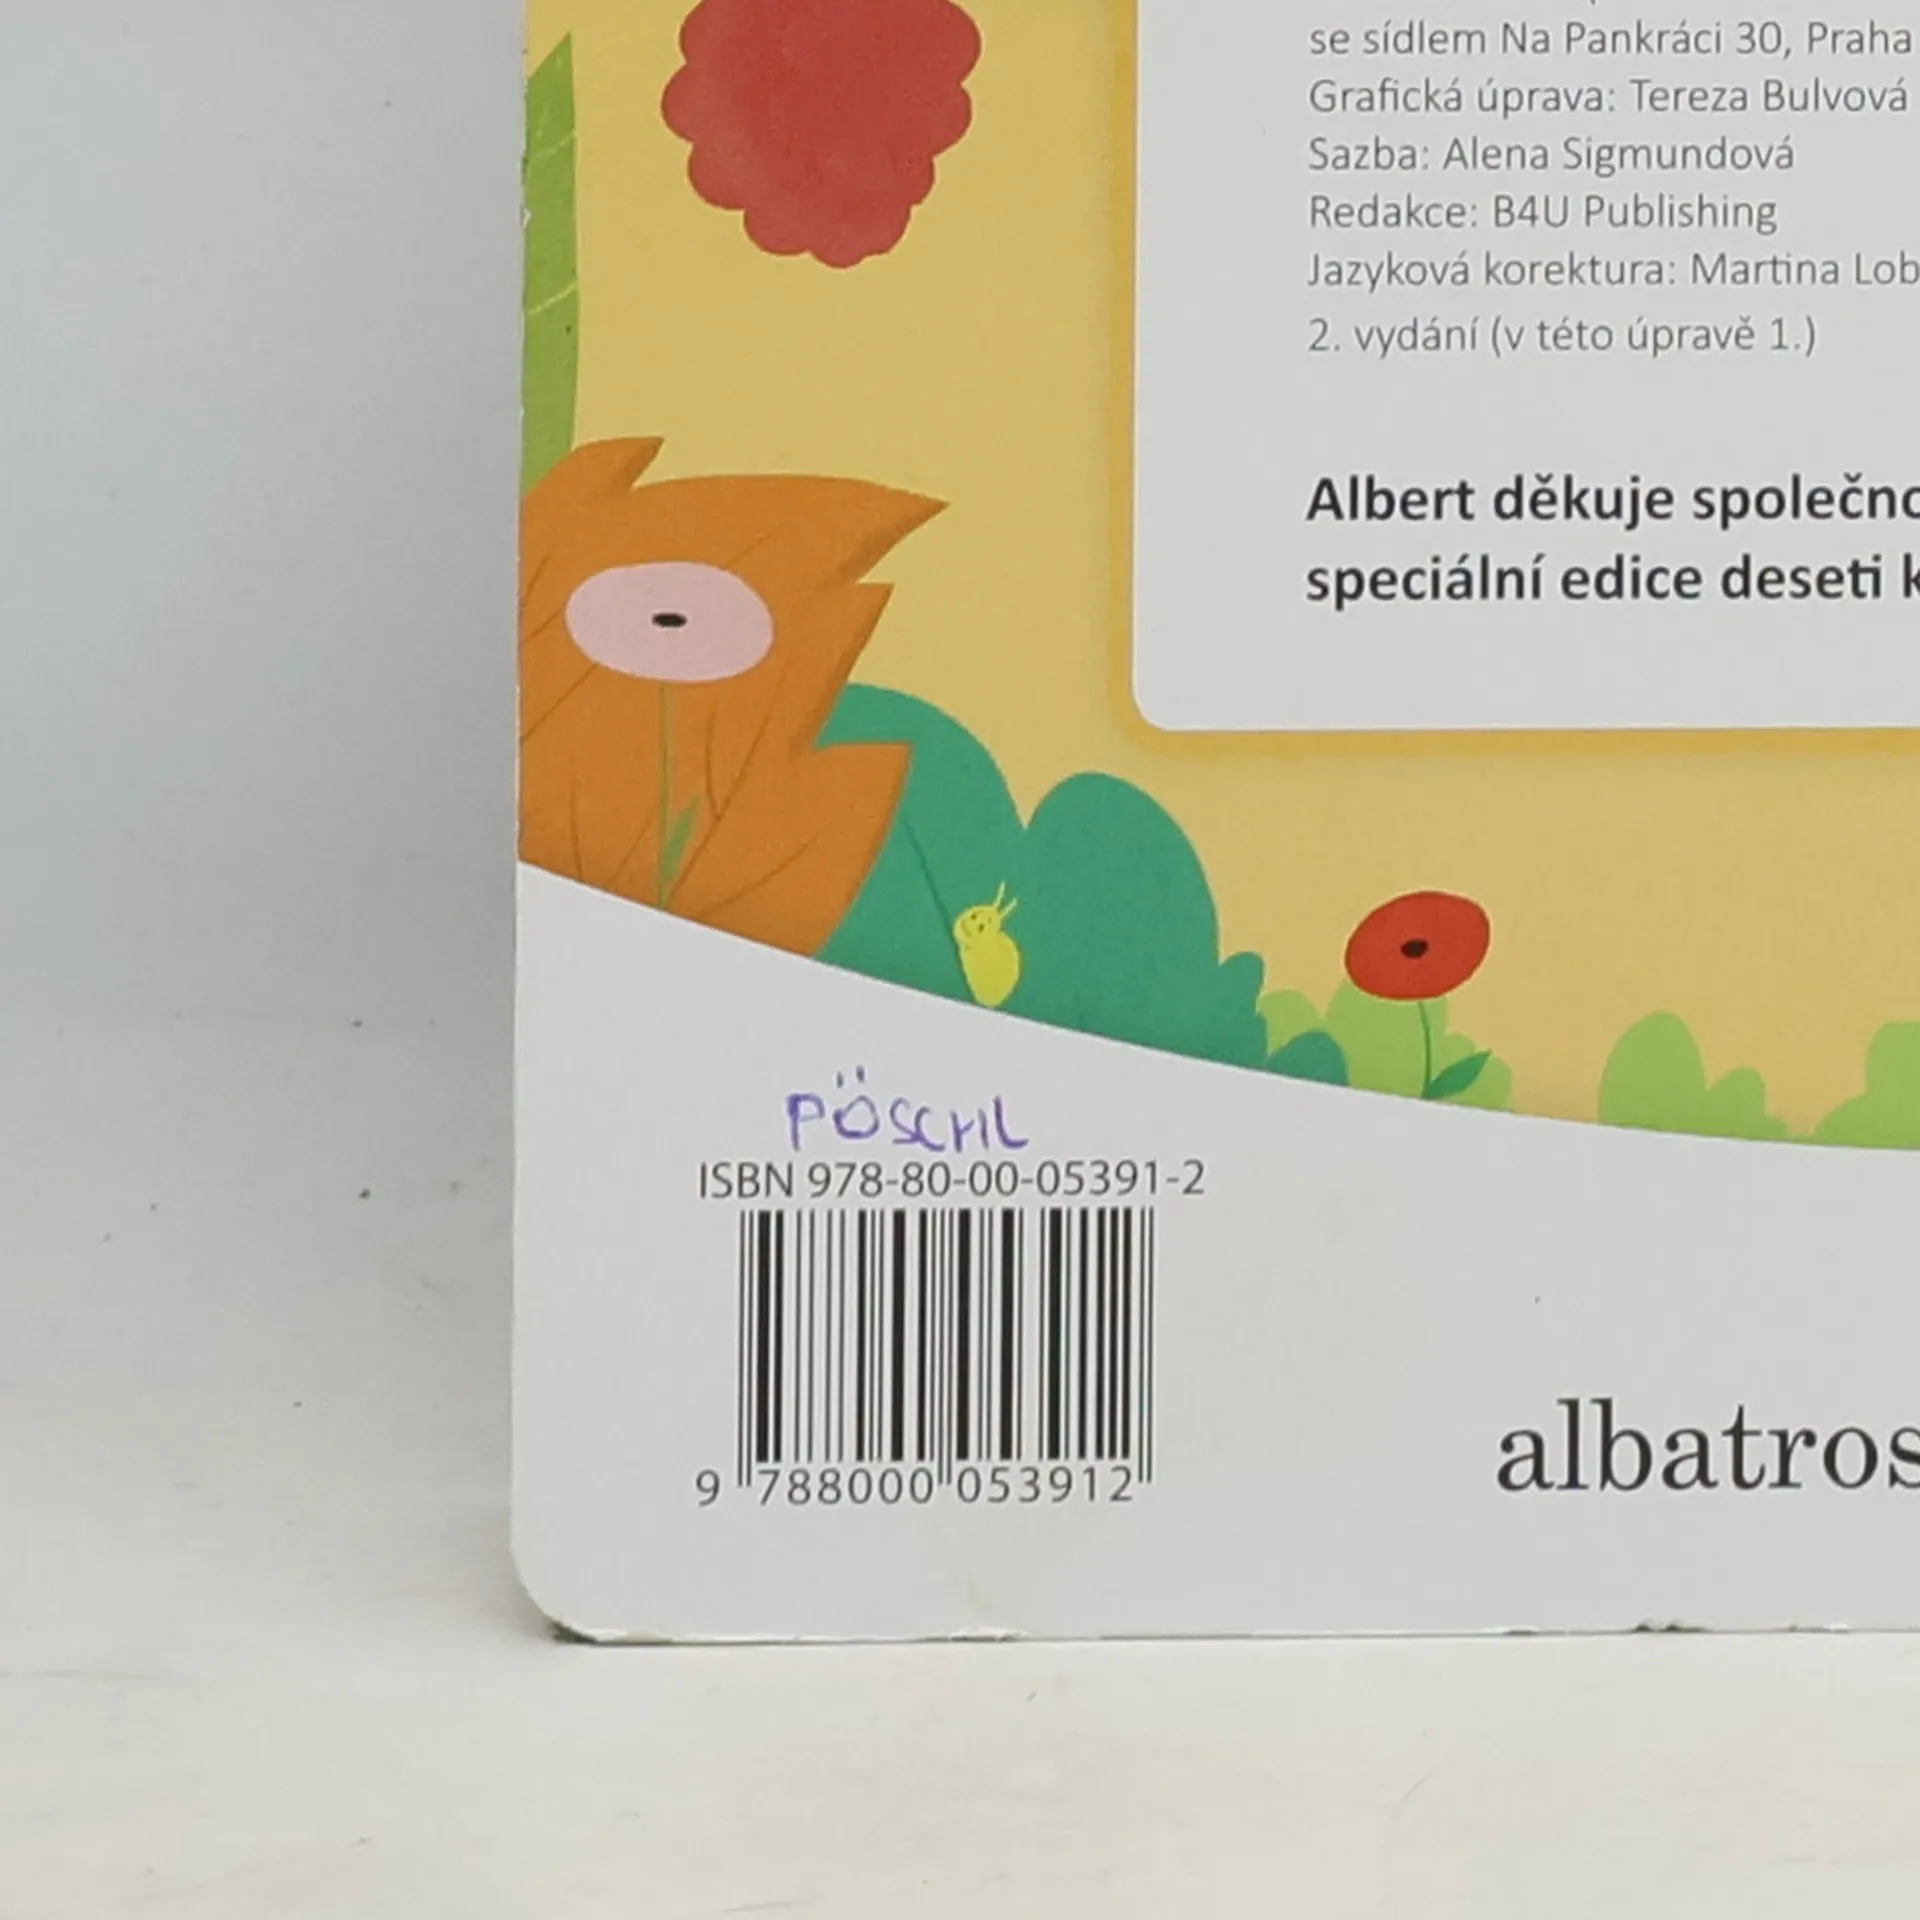 se sídlem Na Pankráci 30, Praha
Grafická úprava: Tereza Bulvová
Sazba: Alena Sigmundová
Redakce: B4U Publishing
Jazyková korektura: Martina Lob
2. vydání (v této úpravě 1.)
Albert děkuje společno
speciální edice deseti k
PÖSCHL
ISBN 978-80-00-05391-2
9 788000 053912
albatros